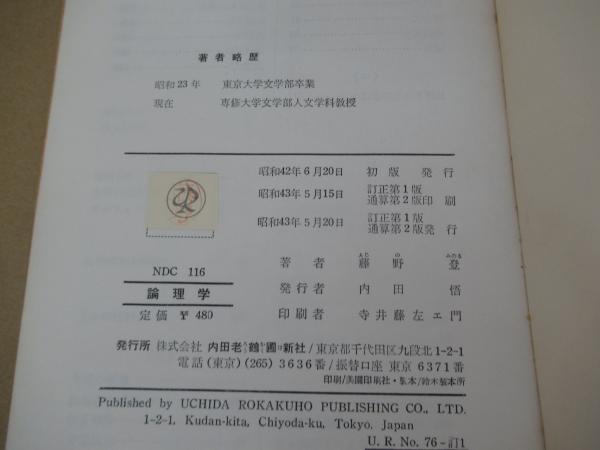 著者略歴
昭和23年 東京大学文学部卒業
現在 専修大学文学部人文学科教授
昭和42年6月20日 初版発行
昭和43年5月15日 訂正第1版 通算第2版印刷
昭和43年5月20日 訂正第1版 通算第2版発行
NDC 116
論理学
定価 ¥ 480
著者 藤野登
発行者 内田悟
印刷者 寺井藤左エ門
発行所 株式会社 内田老鶴圃新社/東京都千代田区九段北1-2-1
電話(東京)(265)3636番/振替口座 東京 6371番
印刷/美園印刷社・製本/鈴木製本所
Published by UCHIDA ROKAKUHO PUBLISHING CO., LTD.
1-2-1, Kudan-kita, Chiyoda-ku, Tokyo, Japan
U. R. No. 76-訂1